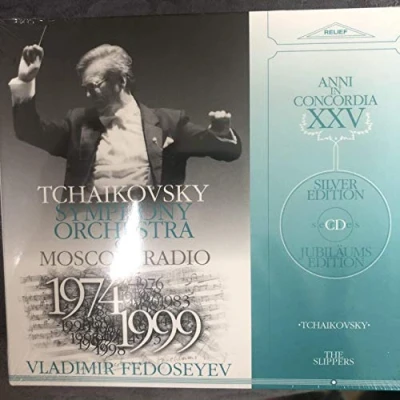 TCHAIKOVSKY
SYMPHONY
ORCHESTRA
MOSCOW RADIO
1974
1999
VLADIMIR FEDOSEYEV
RELIEF
ANNI
IN
CONCORDIA
XXV
SILVER
EDITION
CD
JUBILÄUMS
EDITION
•TCHAIKOVSKY•
THE
SLIPPERS